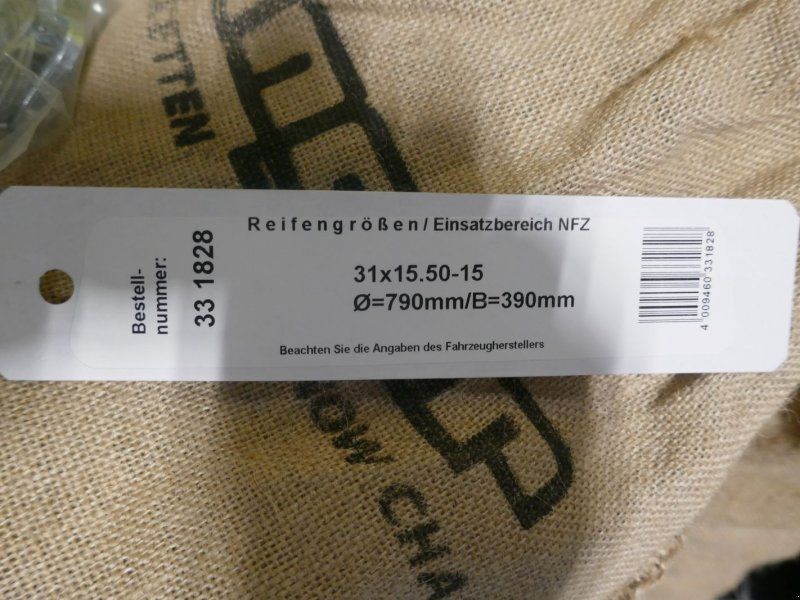 ETTEN
Bestell-
nummer:
33 1828
Reifengrößen/ Einsatzbereich NFZ
31x15.50-15
Ø=790mm/B=390mm
Beachten Sie die Angaben des Fahrzeugherstellers
4 009460 331828
NOW CHA